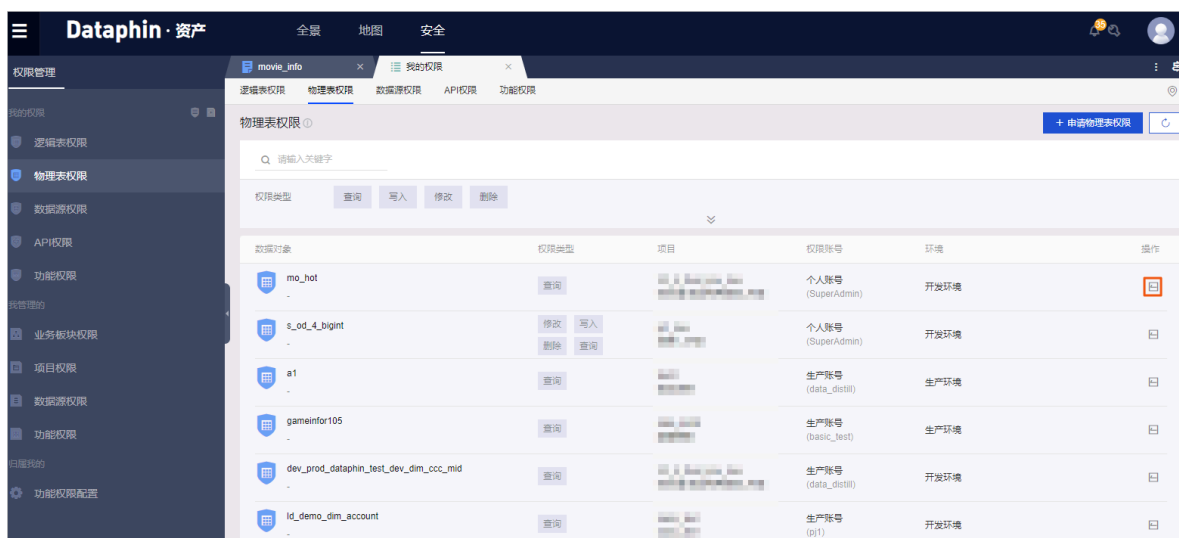 Dataphin · 资产 全景 地图 安全 35
权限管理 movie_info × 我的权限 ×
逻辑表权限 物理表权限 数据源权限 API权限 功能权限
我的权限
物理表权限 + 申请物理表权限
逻辑表权限
请输入关键字
物理表权限
权限类型 查询 写入 修改 删除
数据源权限
API权限
数据对象 权限类型 项目 权限账号 环境 操作
功能权限
mo_hot 查询 个人账号 开发环境
- (SuperAdmin)
我管理的
业务板块权限
s_od_4_bigint 修改 写入 个人账号 开发环境
- 删除 查询 (SuperAdmin)
项目权限
a1 查询 生产账号 生产环境
- (data_distill)
数据源权限
功能权限
gameinfor105 查询 生产账号 生产环境
- (basic_test)
归属我的
dev_prod_dataphin_test_dev_dim_ccc_mid 查询 生产账号 开发环境
- (data_distill)
功能权限配置
ld_demo_dim_account 查询 生产账号 开发环境
- (pj1)